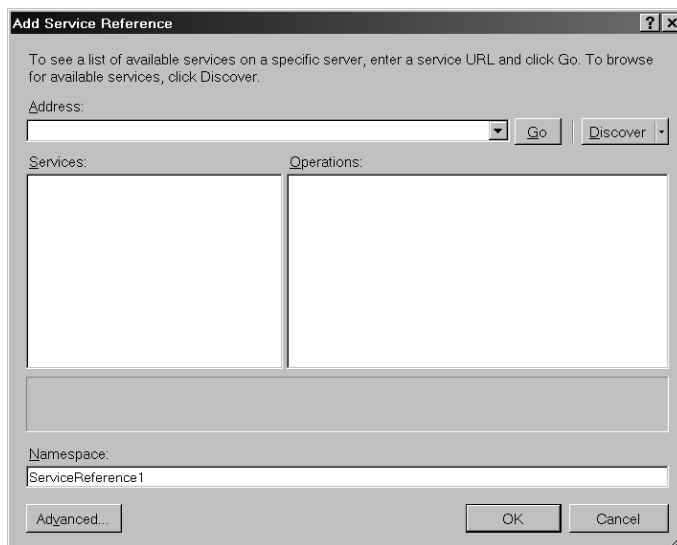 Add Service Reference
To see a list of available services on a specific server, enter a service URL and click Go. To browse
for available services, click Discover.
Address:
Go Discover
Services: Operations:
Namespace:
ServiceReference1
Advanced... OK Cancel